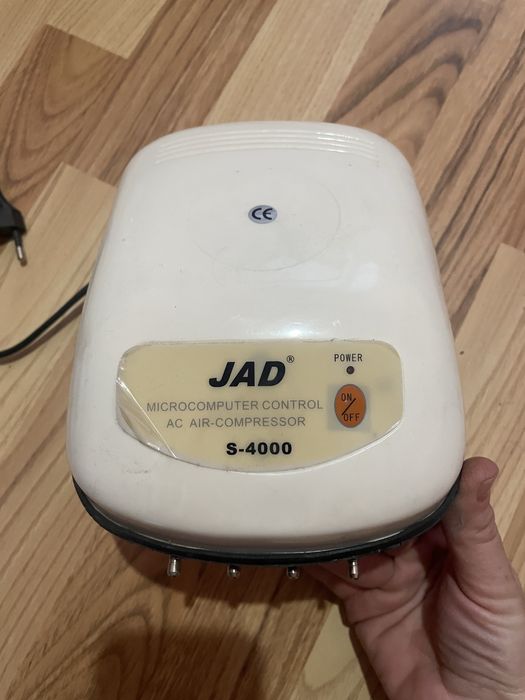 CE
JAD®
POWER
MICROCOMPUTER CONTROL
AC AIR-COMPRESSOR
ON/OFF
S-4000